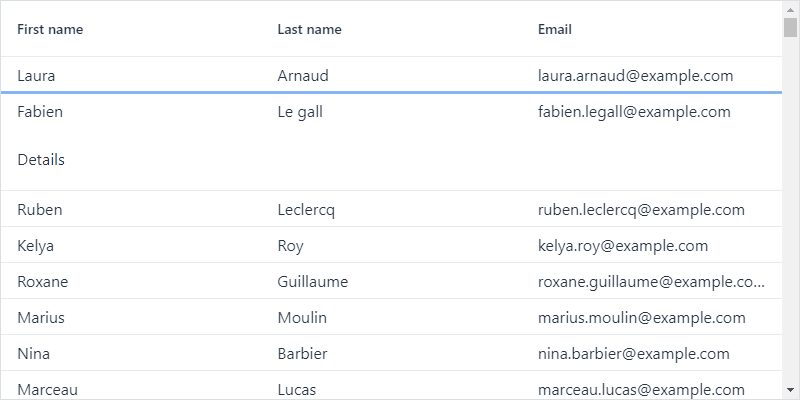 First name Last name Email
Laura Arnaud laura.arnaud@example.com
Fabien Le gall fabien.legall@example.com
Details
Ruben Leclercq ruben.leclercq@example.com
Kelya Roy kelya.roy@example.com
Roxane Guillaume roxane.guillaume@example.co...
Marius Moulin marius.moulin@example.com
Nina Barbier nina.barbier@example.com
Marceau Lucas marceau.lucas@example.com